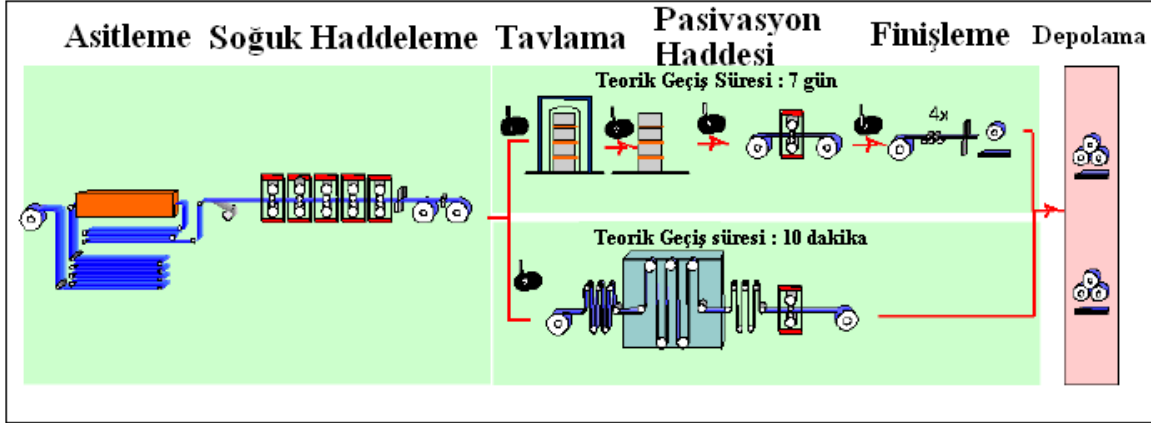 Asitleme Soğuk Haddeleme Tavlama Pasivasyon Haddesi Finişleme Depolama
Teorik Geçiş Süresi : 7 gün
4x
Teorik Geçiş süresi : 10 dakika